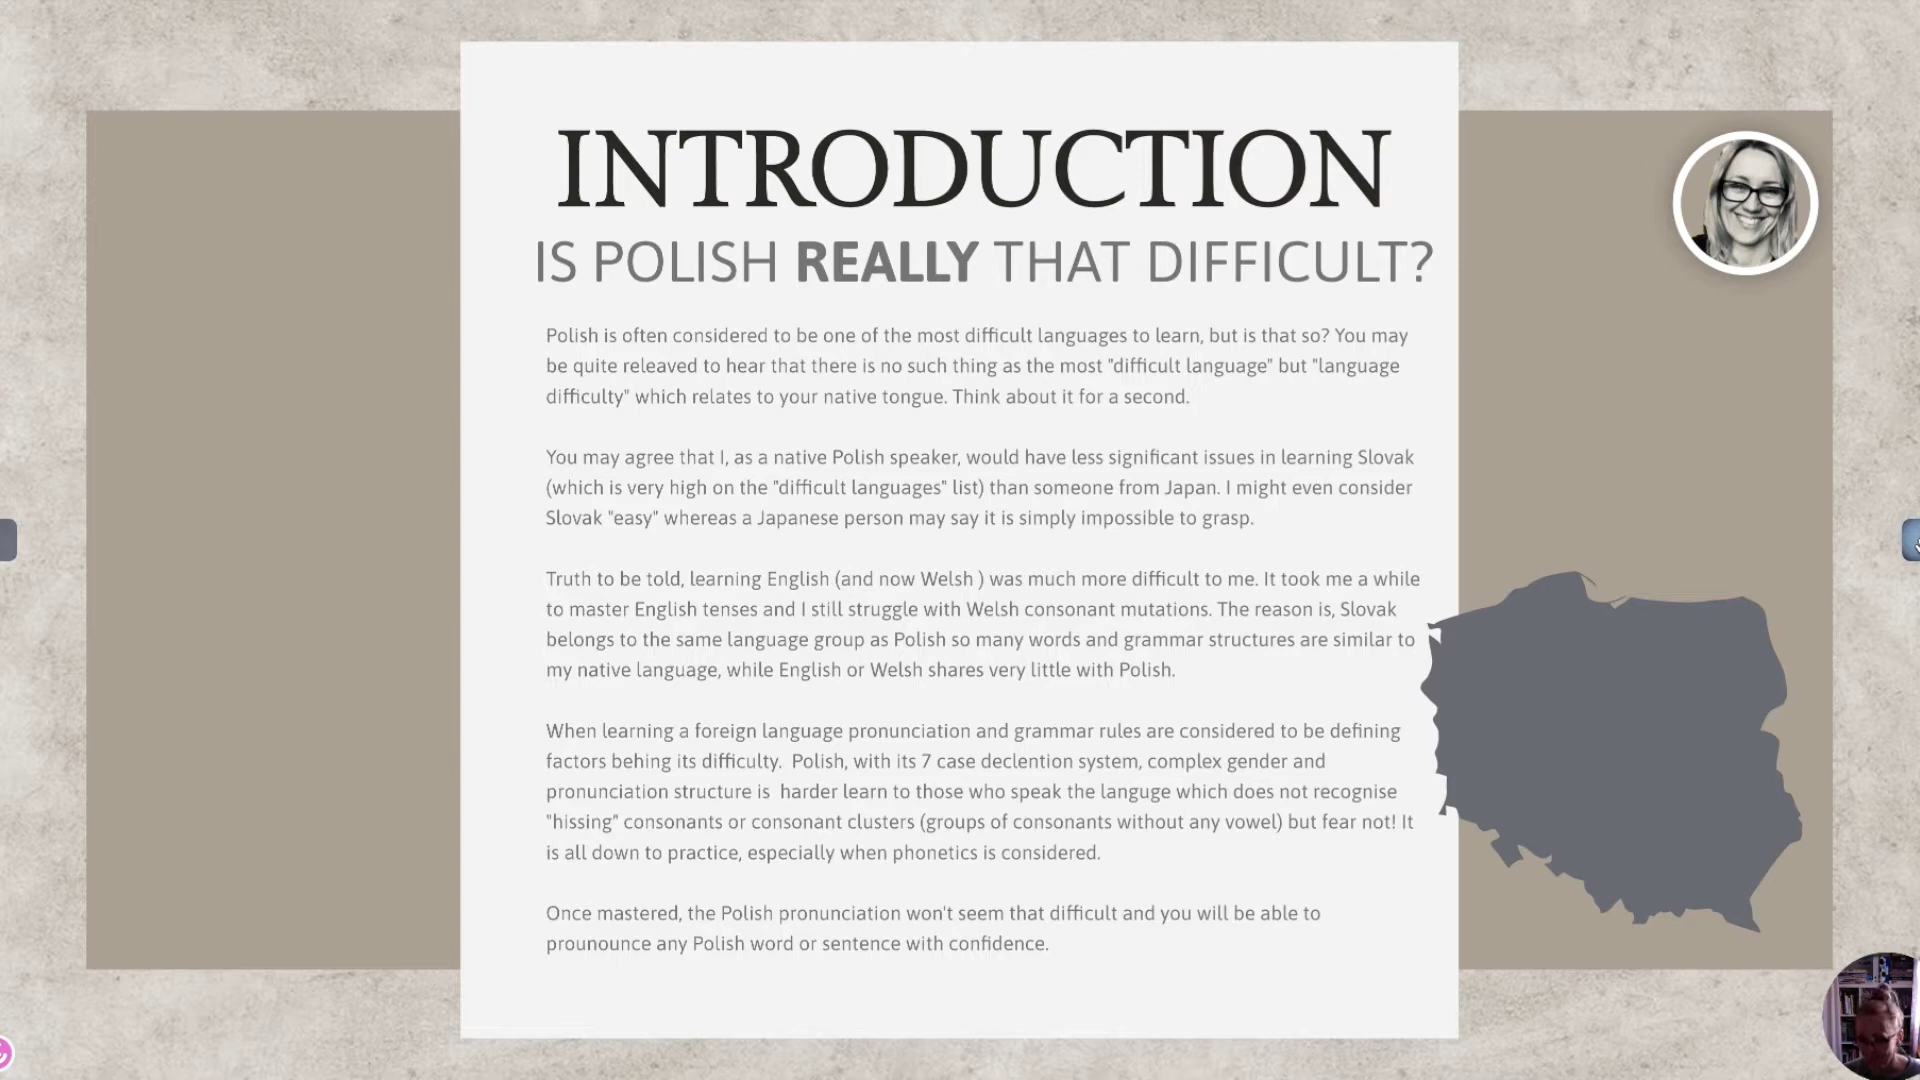 INTRODUCTION
IS POLISH REALLY THAT DIFFICULT?
Polish is often considered to be one of the most difficult languages to learn, but is that so? You may
be quite releaved to hear that there is no such thing as the most "difficult language" but "language
difficulty" which relates to your native tongue. Think about it for a second.
You may agree that I, as a native Polish speaker, would have less significant issues in learning Slovak
(which is very high on the "difficult languages" list) than someone from Japan. I might even consider
Slovak "easy" whereas a Japanese person may say it is simply impossible to grasp.
Truth to be told, learning English (and now Welsh ) was much more difficult to me. It took me a while
to master English tenses and I still struggle with Welsh consonant mutations. The reason is, Slovak
belongs to the same language group as Polish so many words and grammar structures are similar to
my native language, while English or Welsh shares very little with Polish.
When learning a foreign language pronunciation and grammar rules are considered to be defining
factors behing its difficulty.  Polish, with its 7 case declention system, complex gender and
pronunciation structure is  harder learn to those who speak the languge which does not recognise
"hissing" consonants or consonant clusters (groups of consonants without any vowel) but fear not! It
is all down to practice, especially when phonetics is considered.
Once mastered, the Polish pronunciation won't seem that difficult and you will be able to
prounounce any Polish word or sentence with confidence.